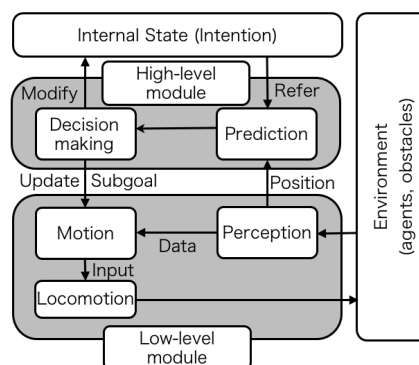 Internal State (Intention)
High-level
module
Modify
Refer
Decision
making
Prediction
Update
Subgoal
Position
Motion
Perception
Data
Input
Locomotion
Low-level
module
Environment
(agents, obstacles)